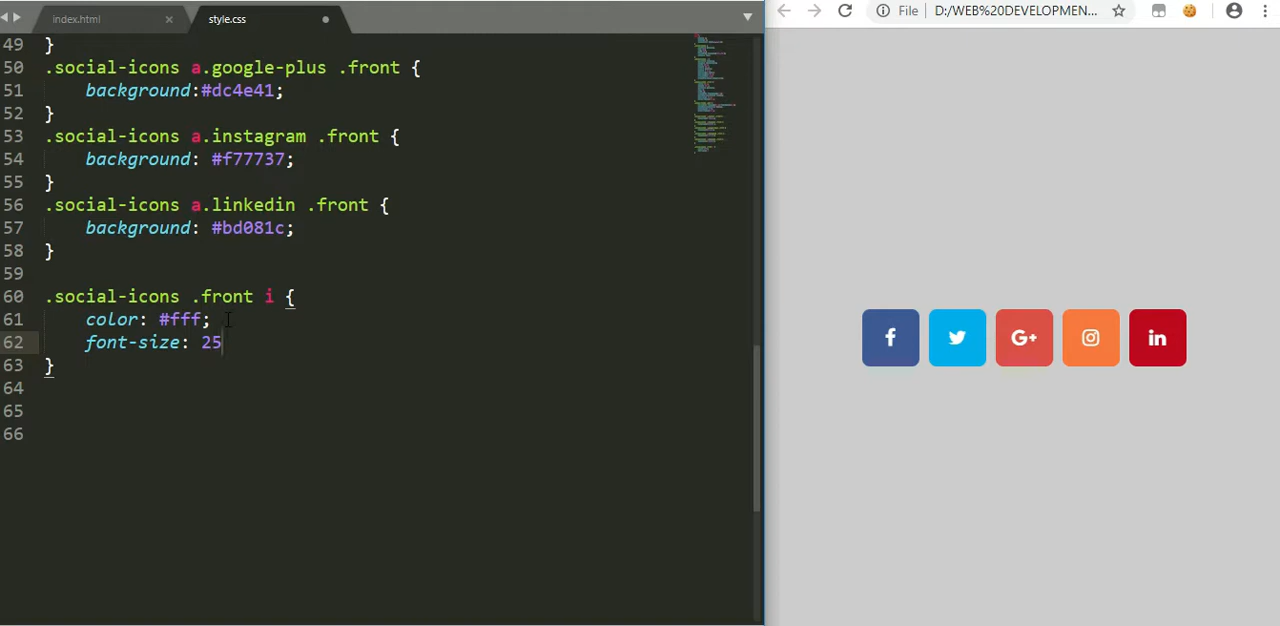 index.html ×
style.css
File D:/WEB%20DEVELOPMEN...
49 }
50 .social-icons a.google-plus .front {
51 background:#dc4e41;
52 }
53 .social-icons a.instagram .front {
54 background: #f77737;
55 }
56 .social-icons a.linkedin .front {
57 background: #bd081c;
58 }
59
60 .social-icons .front i {
61 color: #fff;
62 font-size: 25
63 }
64
65
66
f
G+
in